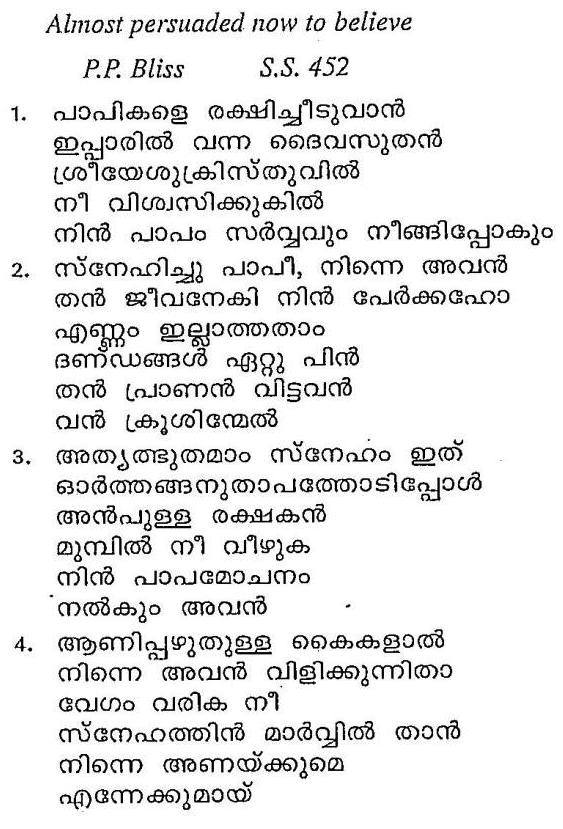 Almost persuaded now to believe
P.P. Bliss S.S. 452
1. പാപികളെ രക്ഷിച്ചീടുവാൻ
ഇപ്പാരിൽ വന്ന ദൈവസുതൻ
ശ്രീയേശുക്രിസ്തുവിൽ
നീ വിശ്വസിക്കുകിൽ
നിൻ പാപം സർവ്വവും നീങ്ങിപ്പോകും
2. സ്നേഹിച്ചു പാപീ, നിന്നെ അവൻ
തൻ ജീവനേകി നിൻ പേർക്കഹോ
എണ്ണം ഇല്ലാത്തതാം
ദണ്ഡങ്ങൾ ഏറ്റു പിൻ
തൻ പ്രാണൻ വിട്ടവൻ
വൻ ക്രൂശിന്മേൽ
3. അത്യത്ഭുതമാം സ്നേഹം ഇത്
ഓർത്തങ്ങനുതാപത്തോടിപ്പോൾ
അൻപുള്ള രക്ഷകൻ
മുമ്പിൽ നീ വീഴുക
നിൻ പാപമോചനം
നൽകും അവൻ
4. ആണിപ്പഴുതുള്ള കൈകളാൽ
നിന്നെ അവൻ വിളിക്കുന്നിതാ
വേഗം വരിക നീ
സ്നേഹത്തിൻ മാർവ്വിൽ താൻ
നിന്നെ അണയ്ക്കുമെ
എന്നേക്കുമായ്